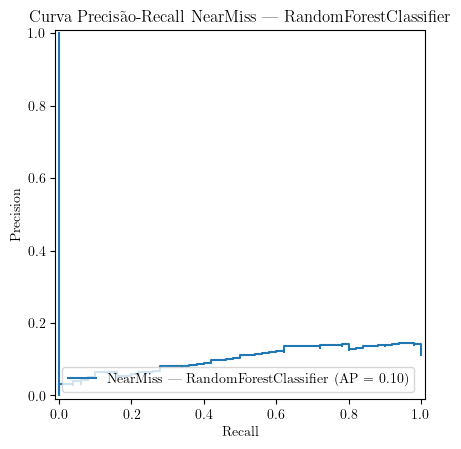 Curva Precisão-Recall NearMiss — RandomForestClassifier
1.0
0.8
0.6
0.4
0.2
0.0
Precision
NearMiss — RandomForestClassifier (AP = 0.10)
0.0 0.2 0.4 0.6 0.8 1.0
Recall